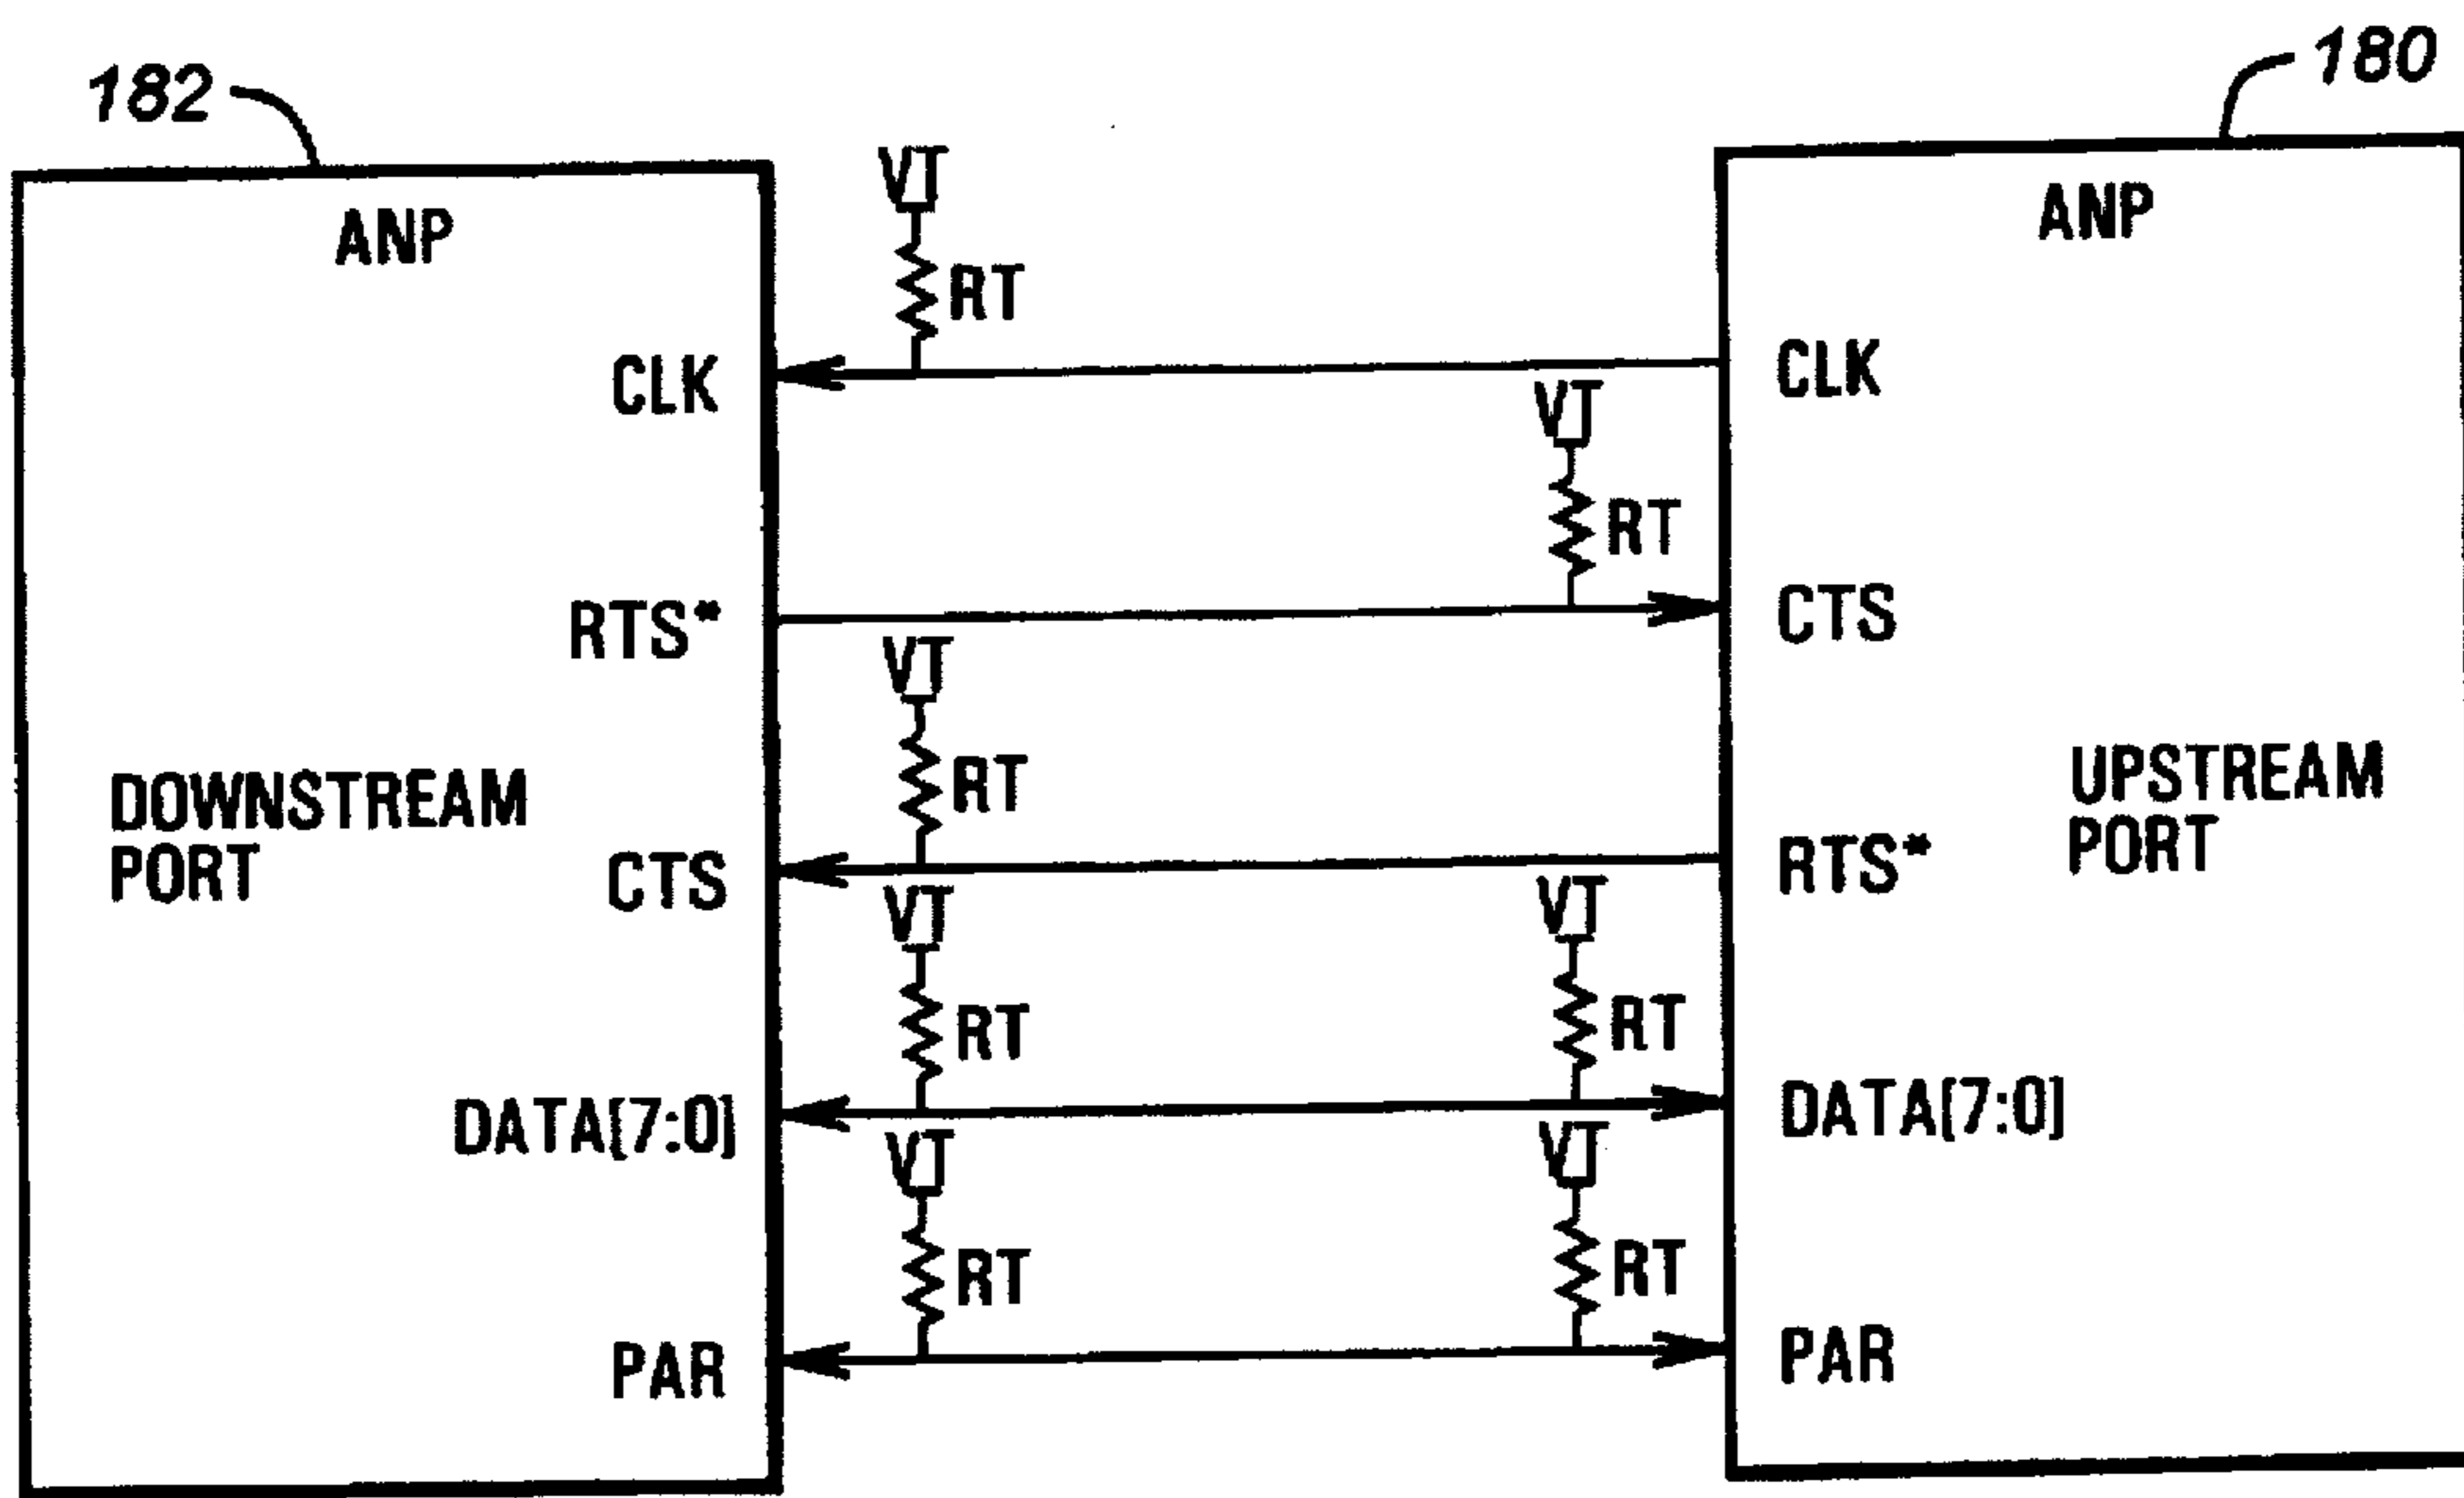 182
180
ANP
ANP
VT
RT
CLK
CLK
VT
RT
RTS*
CTS
VT
RT
DOWNSTREAM
PORT
UPSTREAM
PORT
CTS
RTS*
VT
RT
VT
RT
DATA[7:0]
DATA[7:0]
VT
RT
VT
RT
PAR
PAR